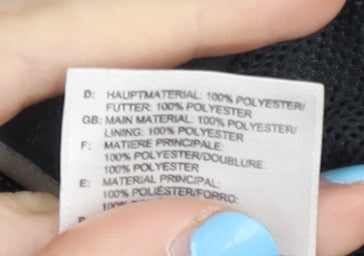 D: HAUPTMATERIAL: 100% POLYESTER/
FUTTER: 100% POLYESTER
GB: MAIN MATERIAL: 100% POLYESTER/
LINING: 100% POLYESTER
F: MATIERE PRINCIPALE:
100% POLYESTER/DOUBLURE:
100% POLYESTER
E: MATERIAL PRINCIPAL:
100% POLIÉSTER/FORRO:
100%